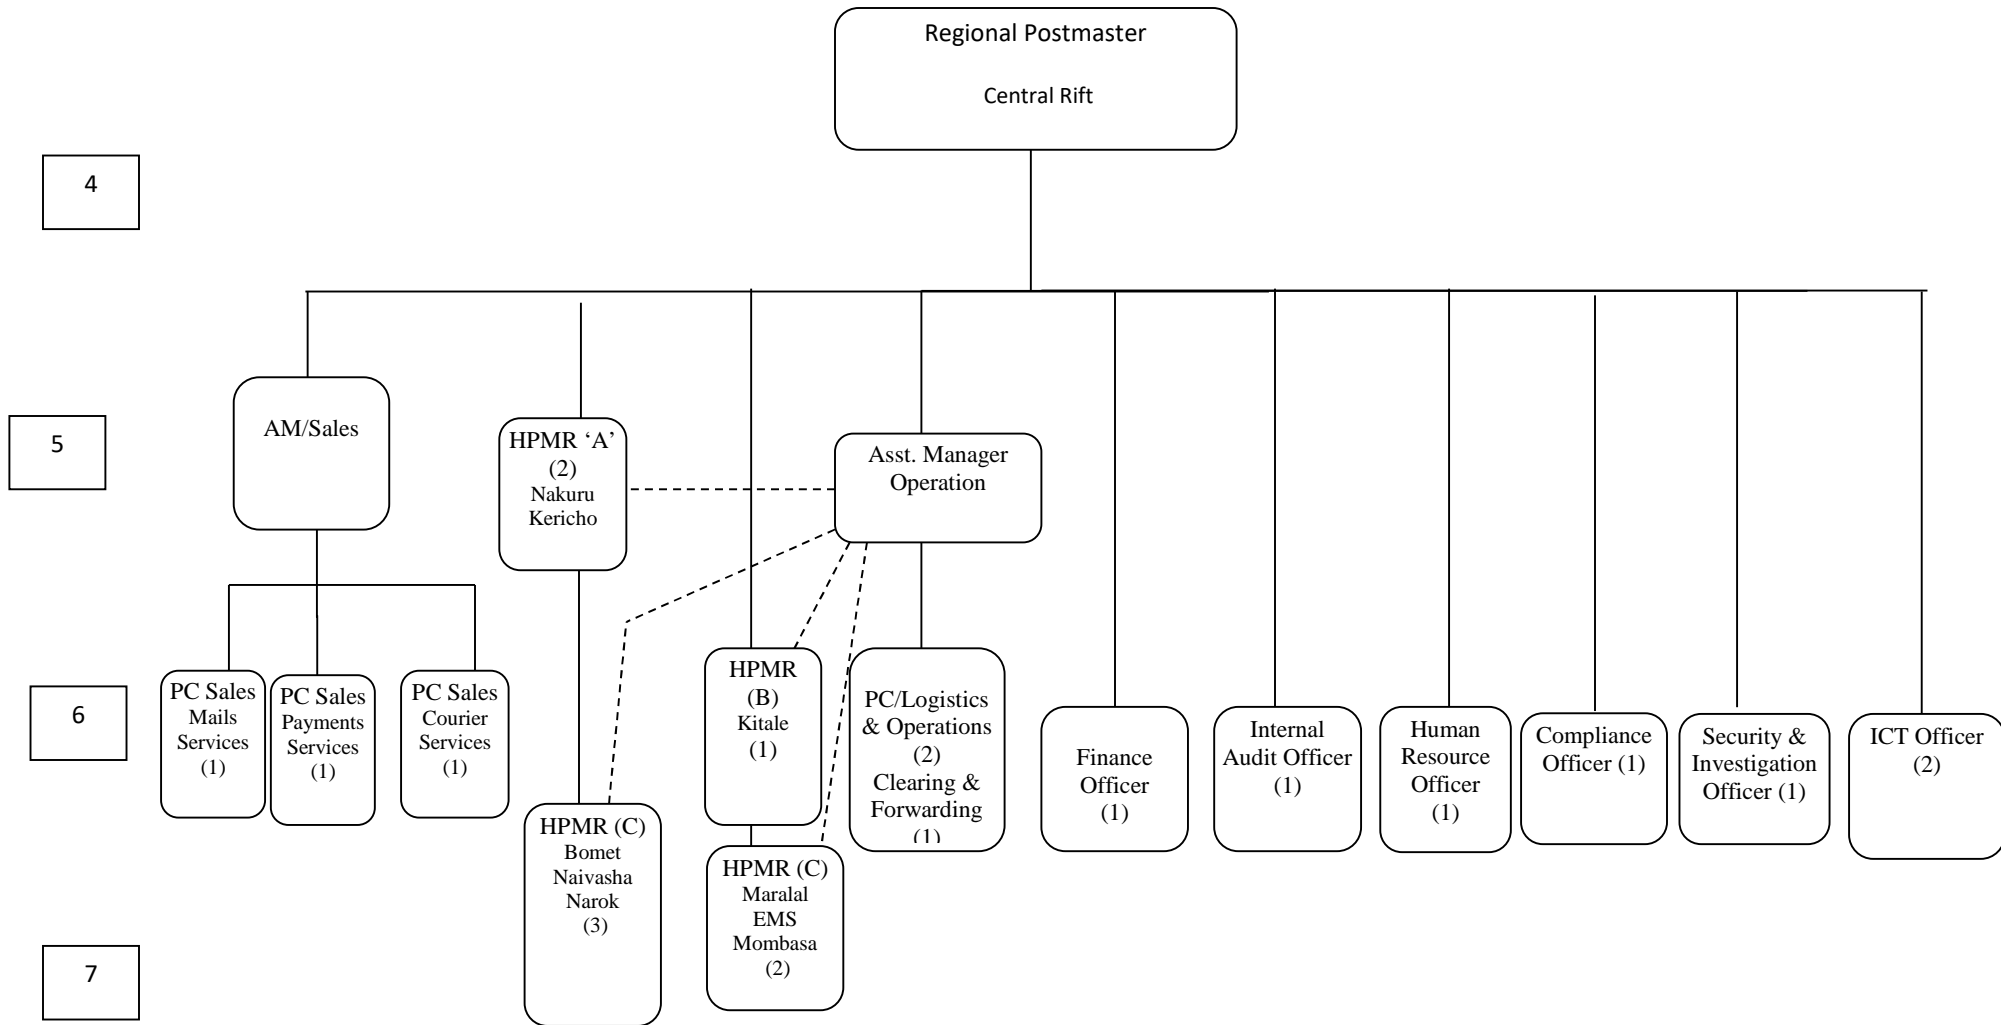 Regional Postmaster
Central Rift
4
5
AM/Sales
HPMR ‘A’
(2)
Nakuru
Kericho
Asst. Manager
Operation
6
PC Sales
Mails
Services
(1)
PC Sales
Payments
Services
(1)
PC Sales
Courier
Services
(1)
HPMR
(B)
Kitale
(1)
PC/Logistics
& Operations
(2)
Clearing &
Forwarding
(1)
Finance
Officer
(1)
Internal
Audit Officer
(1)
Human
Resource
Officer
(1)
Compliance
Officer (1)
Security &
Investigation
Officer (1)
ICT Officer
(2)
HPMR (C)
Bomet
Naivasha
Narok
(3)
HPMR (C)
Maralal
EMS
Mombasa
(2)
7